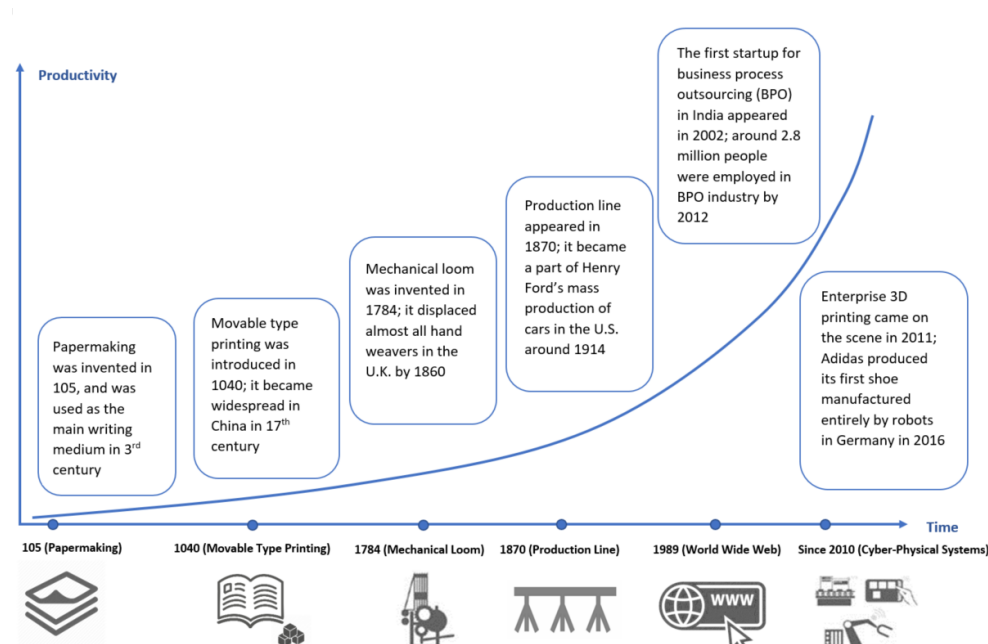 Productivity
The first startup for
business process
outsourcing (BPO)
in India appeared
in 2002; around 2.8
million people
were employed in
BPO industry by
2012
Production line
appeared in
1870; it became
a part of Henry
Ford's mass
production of
cars in the U.S.
around 1914
Mechanical loom
was invented in
1784; it displaced
almost all hand
weavers in the
U.K. by 1860
Movable type
printing was
introduced in
1040; it became
widespread in
China in 17th
century
Papermaking
was invented in
105, and was
used as the
main writing
medium in 3rd
century
Enterprise 3D
printing came on
the scene in 2011;
Adidas produced
its first shoe
manufactured
entirely by robots
in Germany in 2016
Time
105 (Papermaking)
1040 (Movable Type Printing)
1784 (Mechanical Loom)
1870 (Production Line)
1989 (World Wide Web)
Since 2010 (Cyber-Physical Systems)
WWW